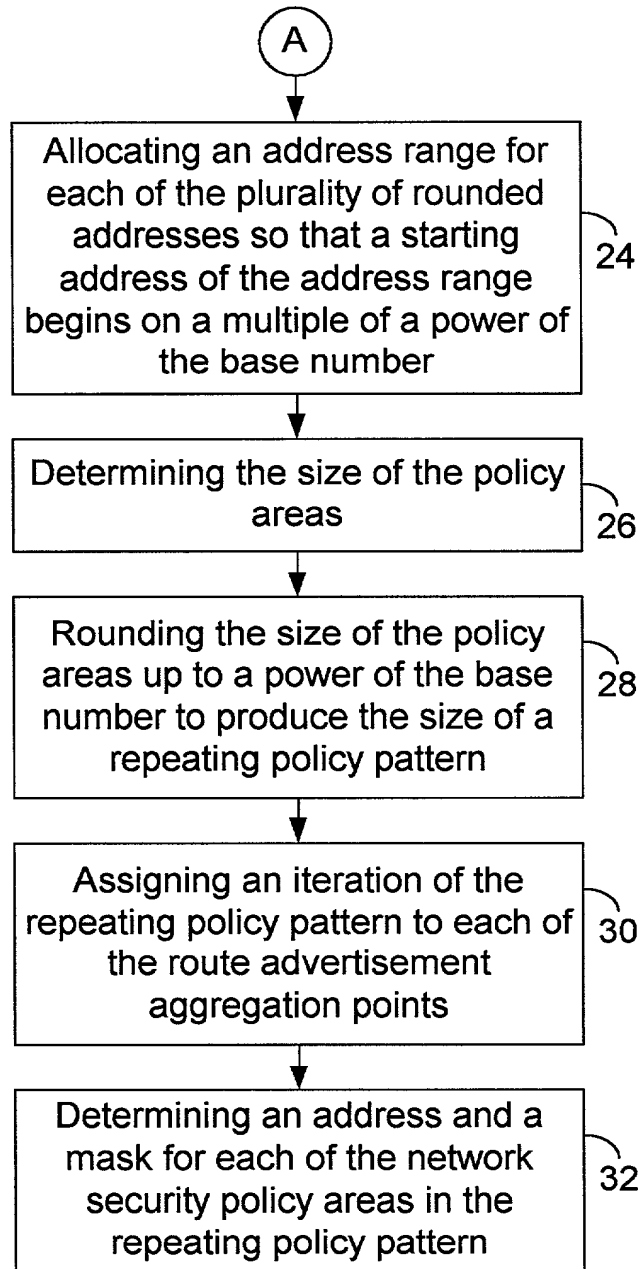 A
Allocating an address range for
each of the plurality of rounded
addresses so that a starting
address of the address range
begins on a multiple of a power of
the base number
24
Determining the size of the policy
areas
26
Rounding the size of the policy
areas up to a power of the base
number to produce the size of a
repeating policy pattern
28
Assigning an iteration of the
repeating policy pattern to each of
the route advertisement
aggregation points
30
Determining an address and a
mask for each of the network
security policy areas in the
repeating policy pattern
32